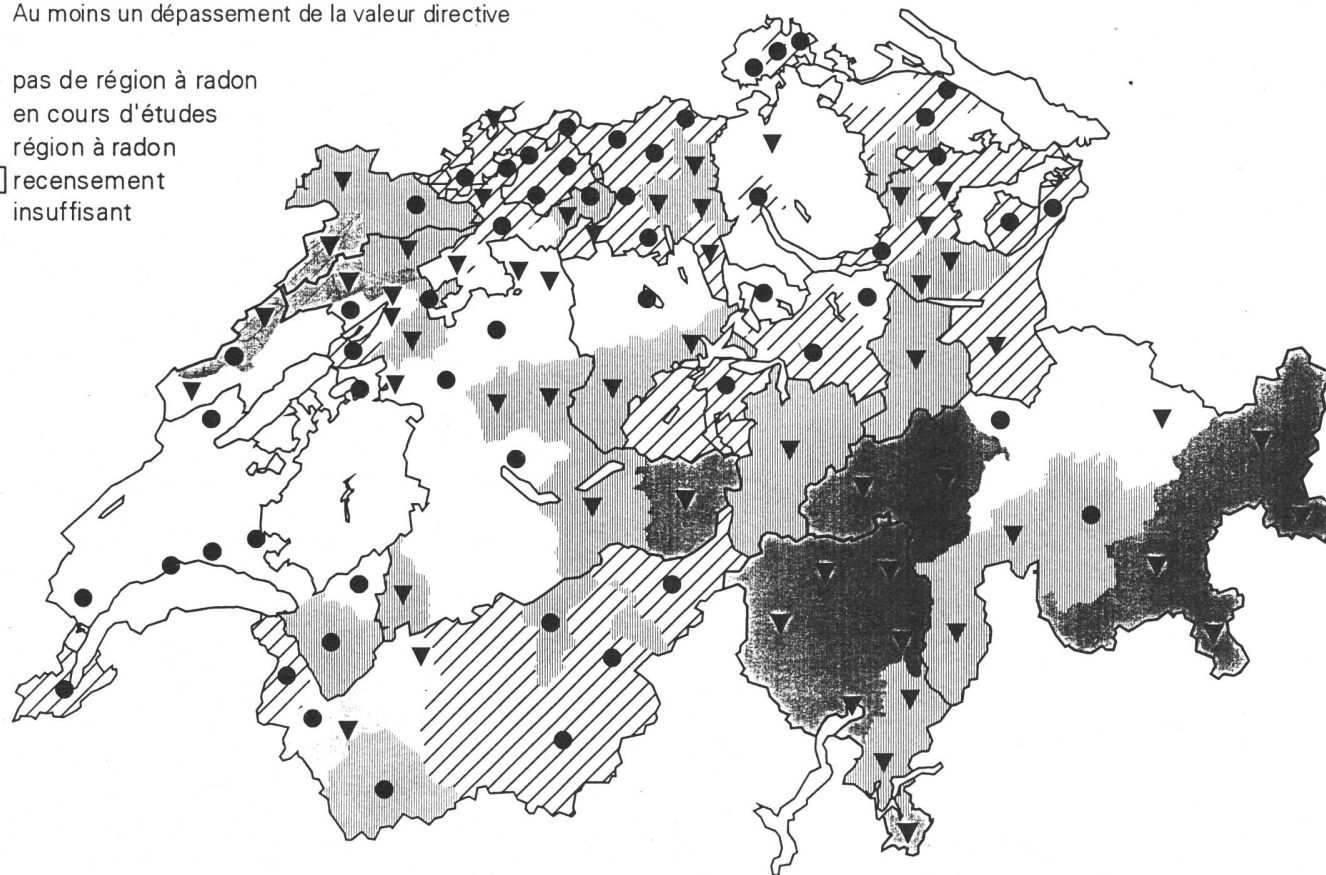 Au moins un dépassement de la valeur directive
pas de région à radon
en cours d'études
région à radon
recensement
insuffisant